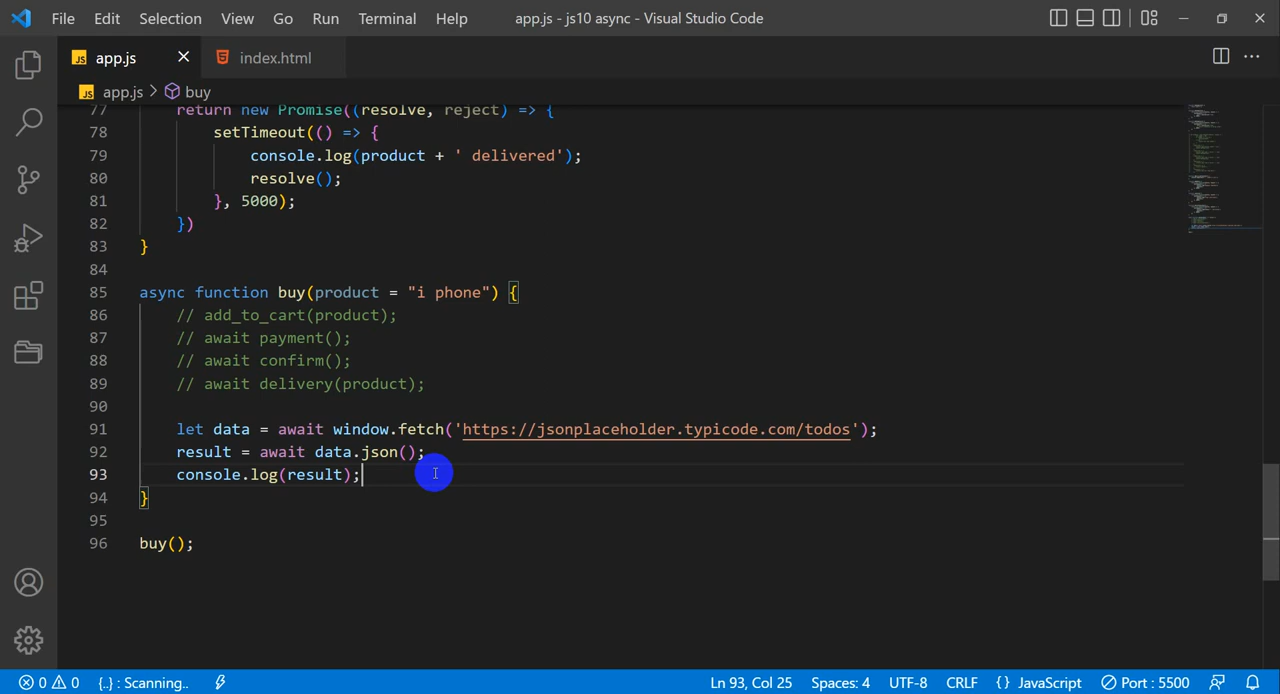 File Edit Selection View Go Run Terminal Help app.js - js10 async - Visual Studio Code
JS app.js index.html
JS app.js > buy
77 return new Promise((resolve, reject) => {
78 setTimeout(() => {
79 console.log(product + ' delivered');
80 resolve();
81 }, 5000);
82 })
83 }
84
85 async function buy(product = "i phone") {
86 // add_to_cart(product);
87 // await payment();
88 // await confirm();
89 // await delivery(product);
90
91 let data = await window.fetch('https://jsonplaceholder.typicode.com/todos');
92 result = await data.json();
93 console.log(result);
94 }
95
96 buy();
0 0 {..} : Scanning.. Ln 93, Col 25 Spaces: 4 UTF-8 CRLF {} JavaScript Port : 5500